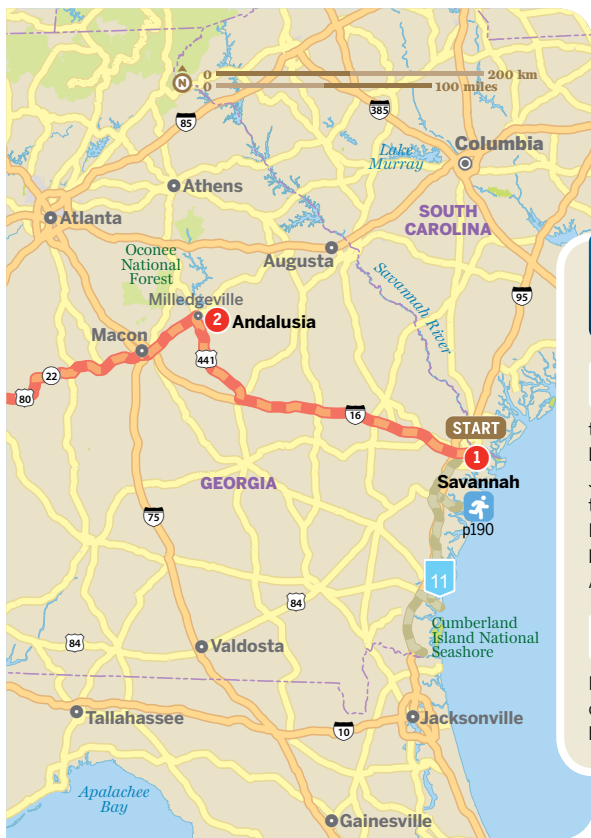 0
200 km
N
0
100 miles
385
85
Columbia
Lake
Murray
Athens
Atlanta
SOUTH
CAROLINA
Oconee
National
Forest
Augusta
Savannah River
95
Milledgeville
2 Andalusia
Macon
441
22
80
16
START
1
Savannah
GEORGIA
p190
75
11
84
Cumberland
Island National
Seashore
84
Valdosta
Tallahassee
Jacksonville
10
Apalachee
Bay
Gainesville